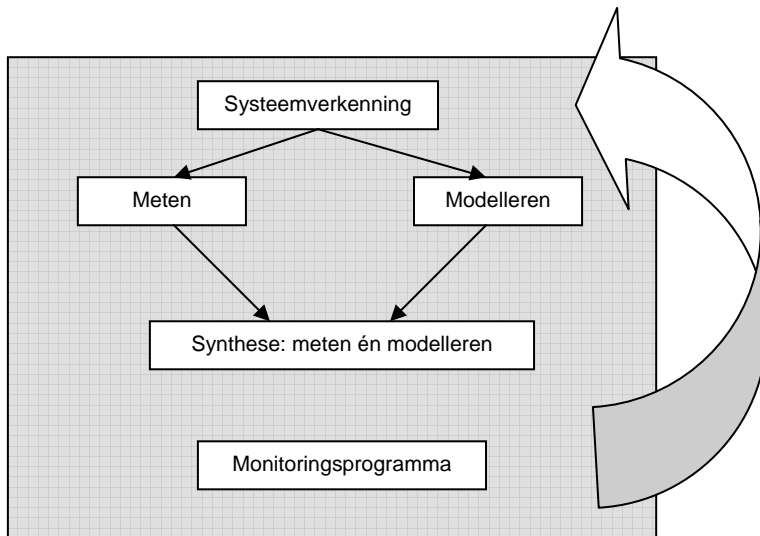 Systeemverkenning
Meten
Modelleren
Synthese: meten én modelleren
Monitoringsprogramma